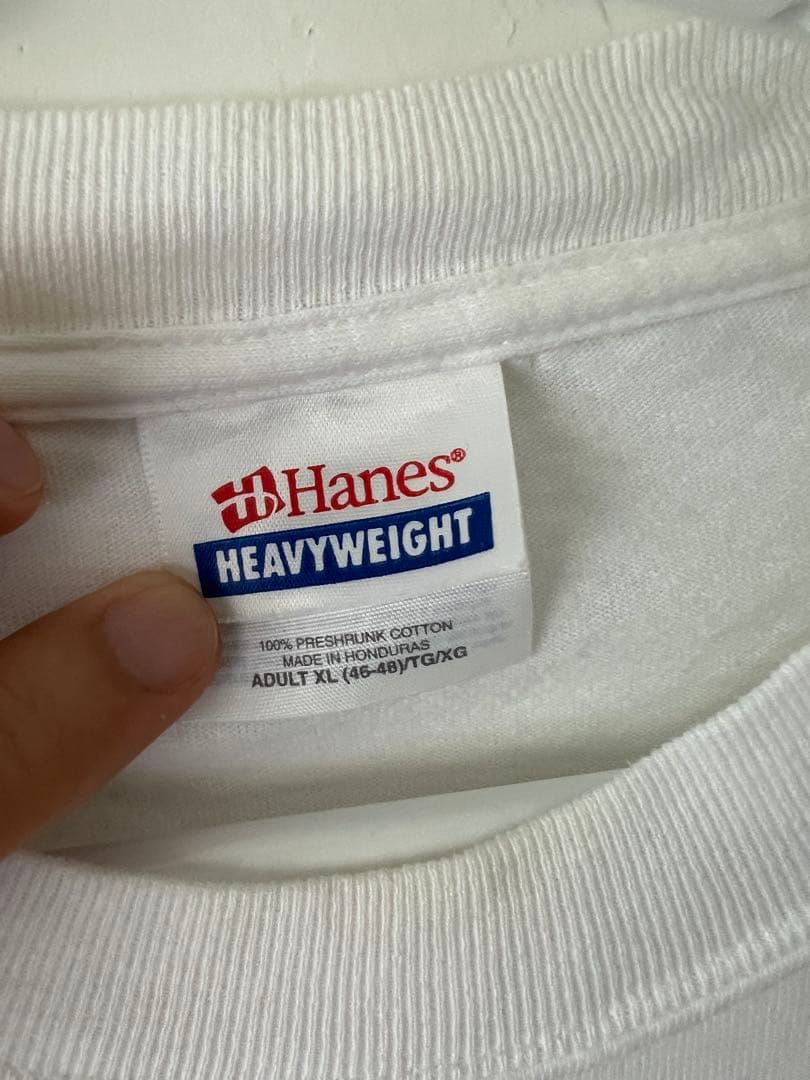 Hanes®
HEAVYWEIGHT
100% PRESHRUNK COTTON
MADE IN HONDURAS
ADULT XL (46-48)/TG/XG